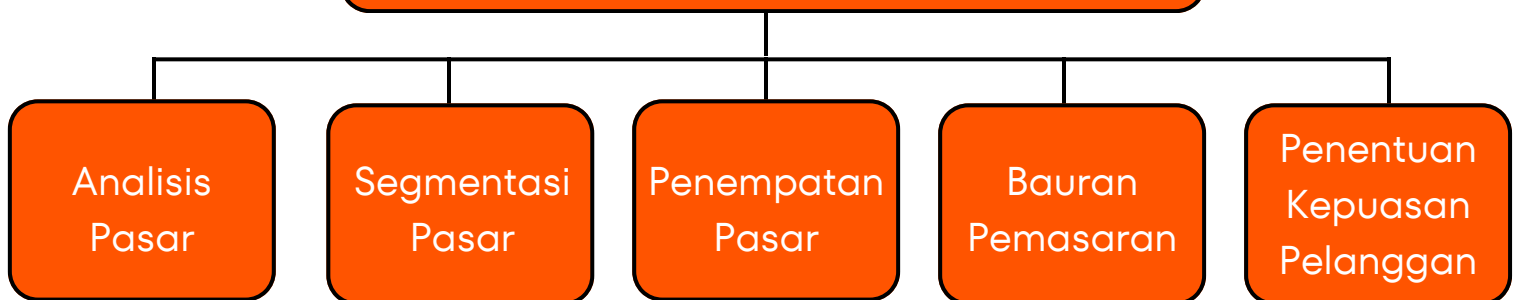 Analisis
Pasar
Segmentasi
Pasar
Penempatan
Pasar
Bauran
Pemasaran
Penentuan
Kepuasan
Pelanggan